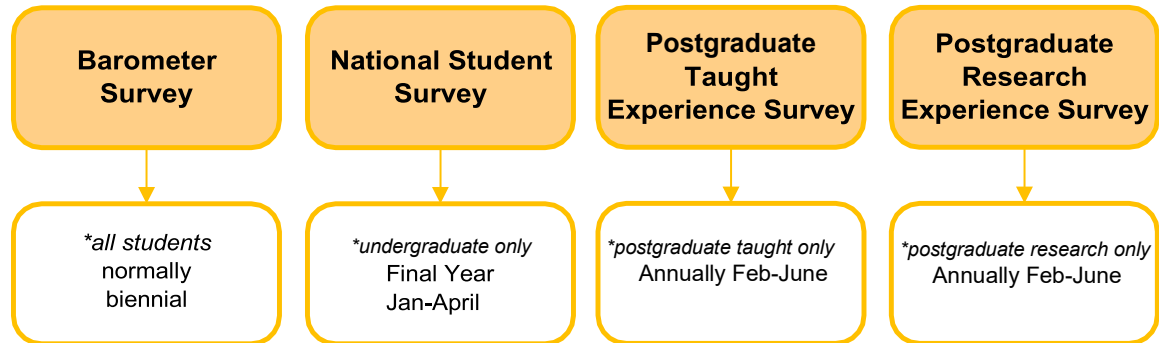 Barometer
Survey
National Student
Survey
Postgraduate
Taught
Experience Survey
Postgraduate
Research
Experience Survey
*all students
normally
biennial
*undergraduate only
Final Year
Jan-April
*postgraduate taught only
Annually Feb-June
*postgraduate research only
Annually Feb-June